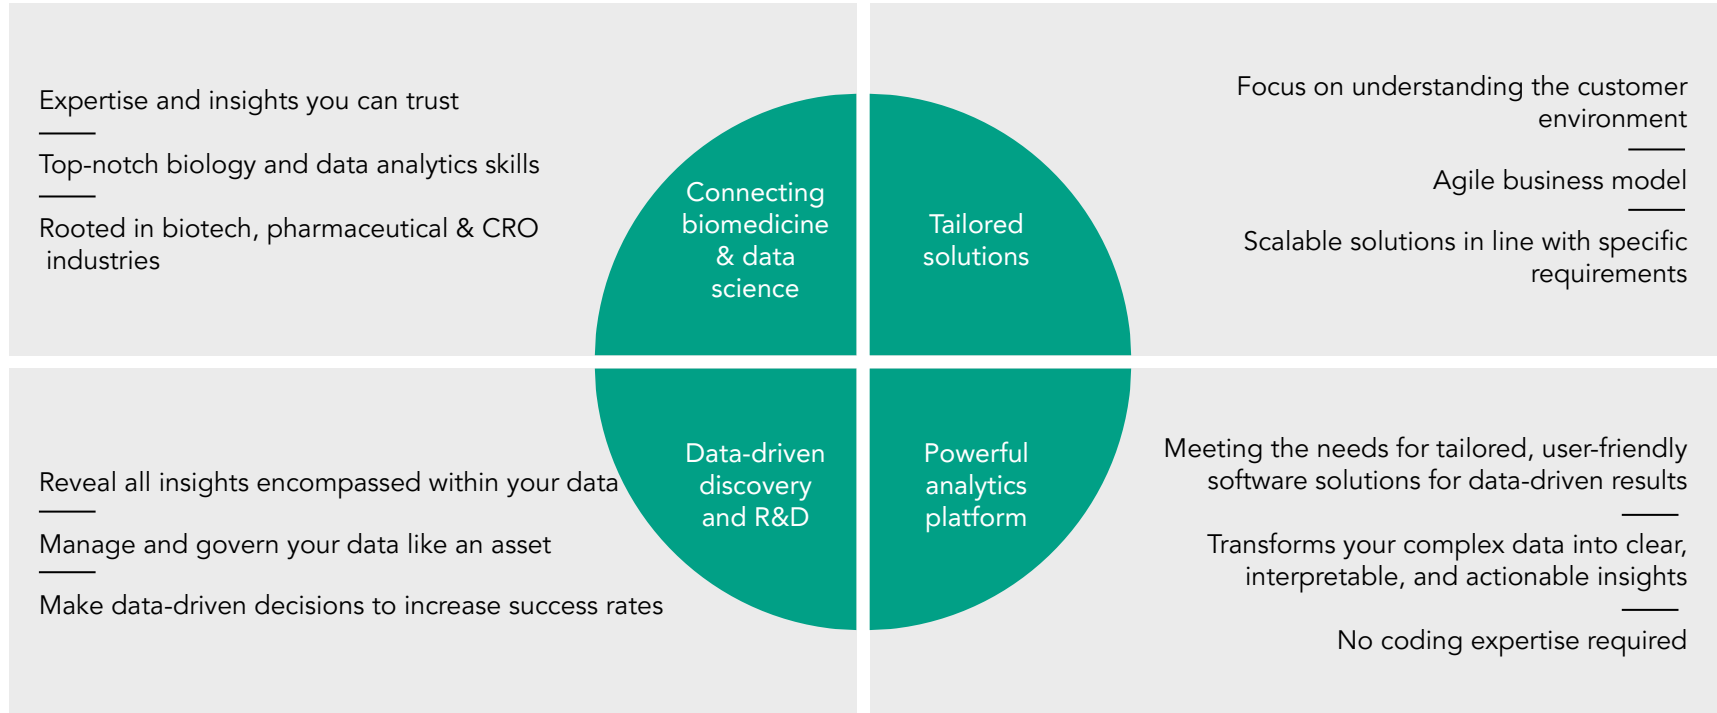 Expertise and insights you can trust
Top-notch biology and data analytics skills
Rooted in biotech, pharmaceutical & CRO
industries
Connecting
biomedicine
& data
science
Tailored
solutions
Focus on understanding the customer
environment
Agile business model
Scalable solutions in line with specific
requirements
Reveal all insights encompassed within your data
Manage and govern your data like an asset
Make data-driven decisions to increase success rates
Data-driven
discovery
and R&D
Powerful
analytics
platform
Meeting the needs for tailored, user-friendly
software solutions for data-driven results
Transforms your complex data into clear,
interpretable, and actionable insights
No coding expertise required